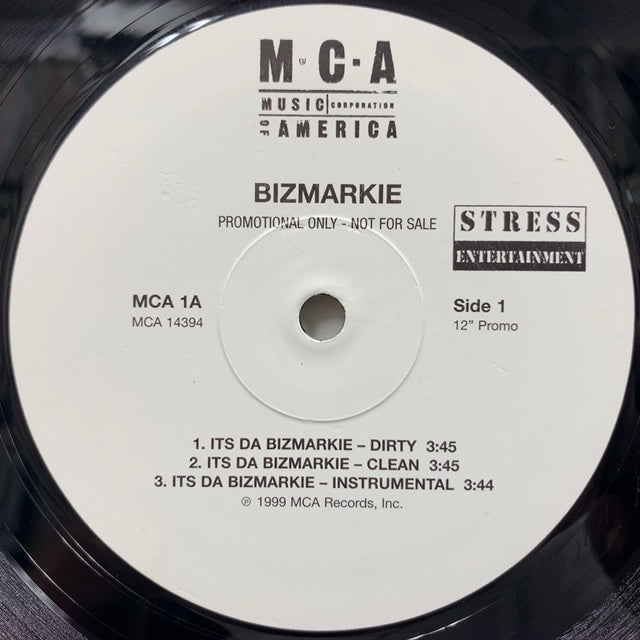 M™C·A
MUSIC CORPORATION
OF AMERICA
BIZMARKIE
PROMOTIONAL ONLY - NOT FOR SALE
STRESS
ENTERTAINMENT
MCA 1A
MCA 14394
Side 1
12” Promo
1. ITS DA BIZMARKIE – DIRTY 3:45
2. ITS DA BIZMARKIE – CLEAN 3:45
3. ITS DA BIZMARKIE – INSTRUMENTAL 3:44
℗ 1999 MCA Records, Inc.